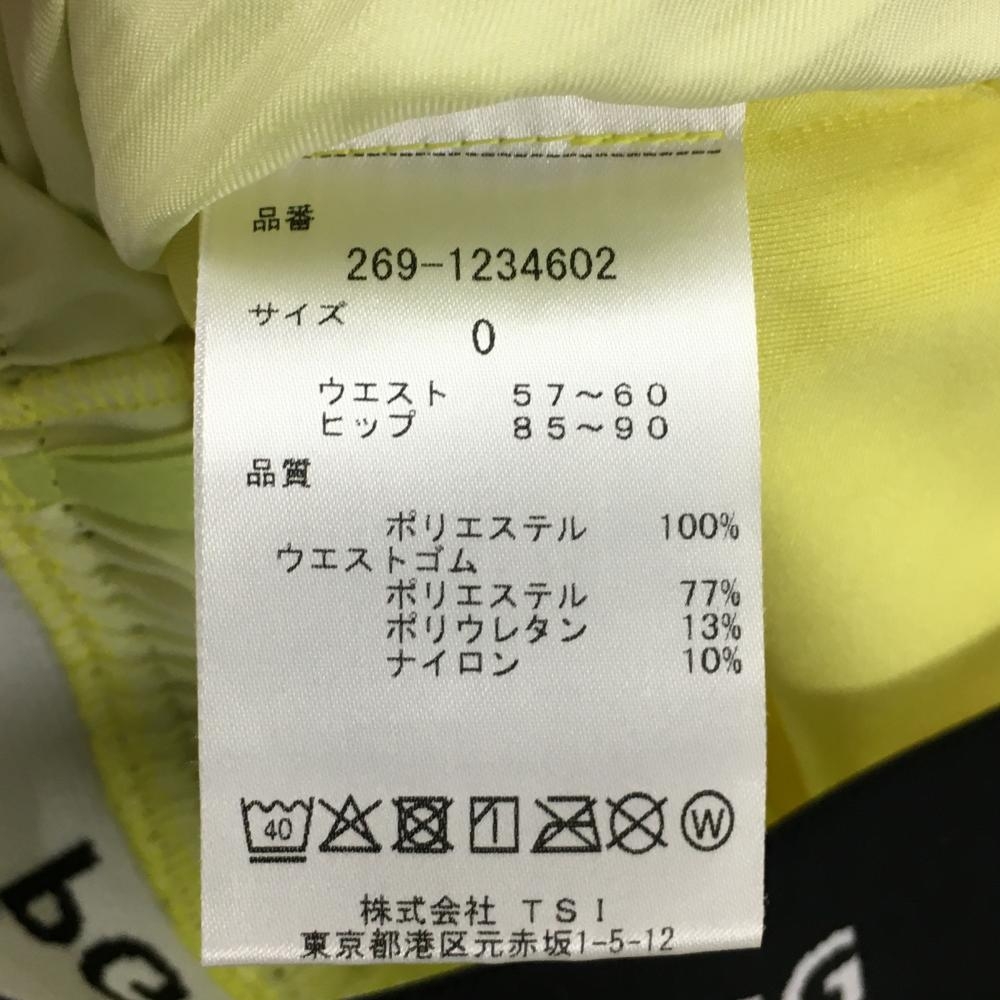 品番
269-1234602
サイズ
0
ウエスト 57～60
ヒップ 85～90
品質
ポリエステル 100%
ウエストゴム
ポリエステル 77%
ポリウレタン 13%
ナイロン 10%
40
W
株式会社 TSI
東京都港区元赤坂1-5-12
G